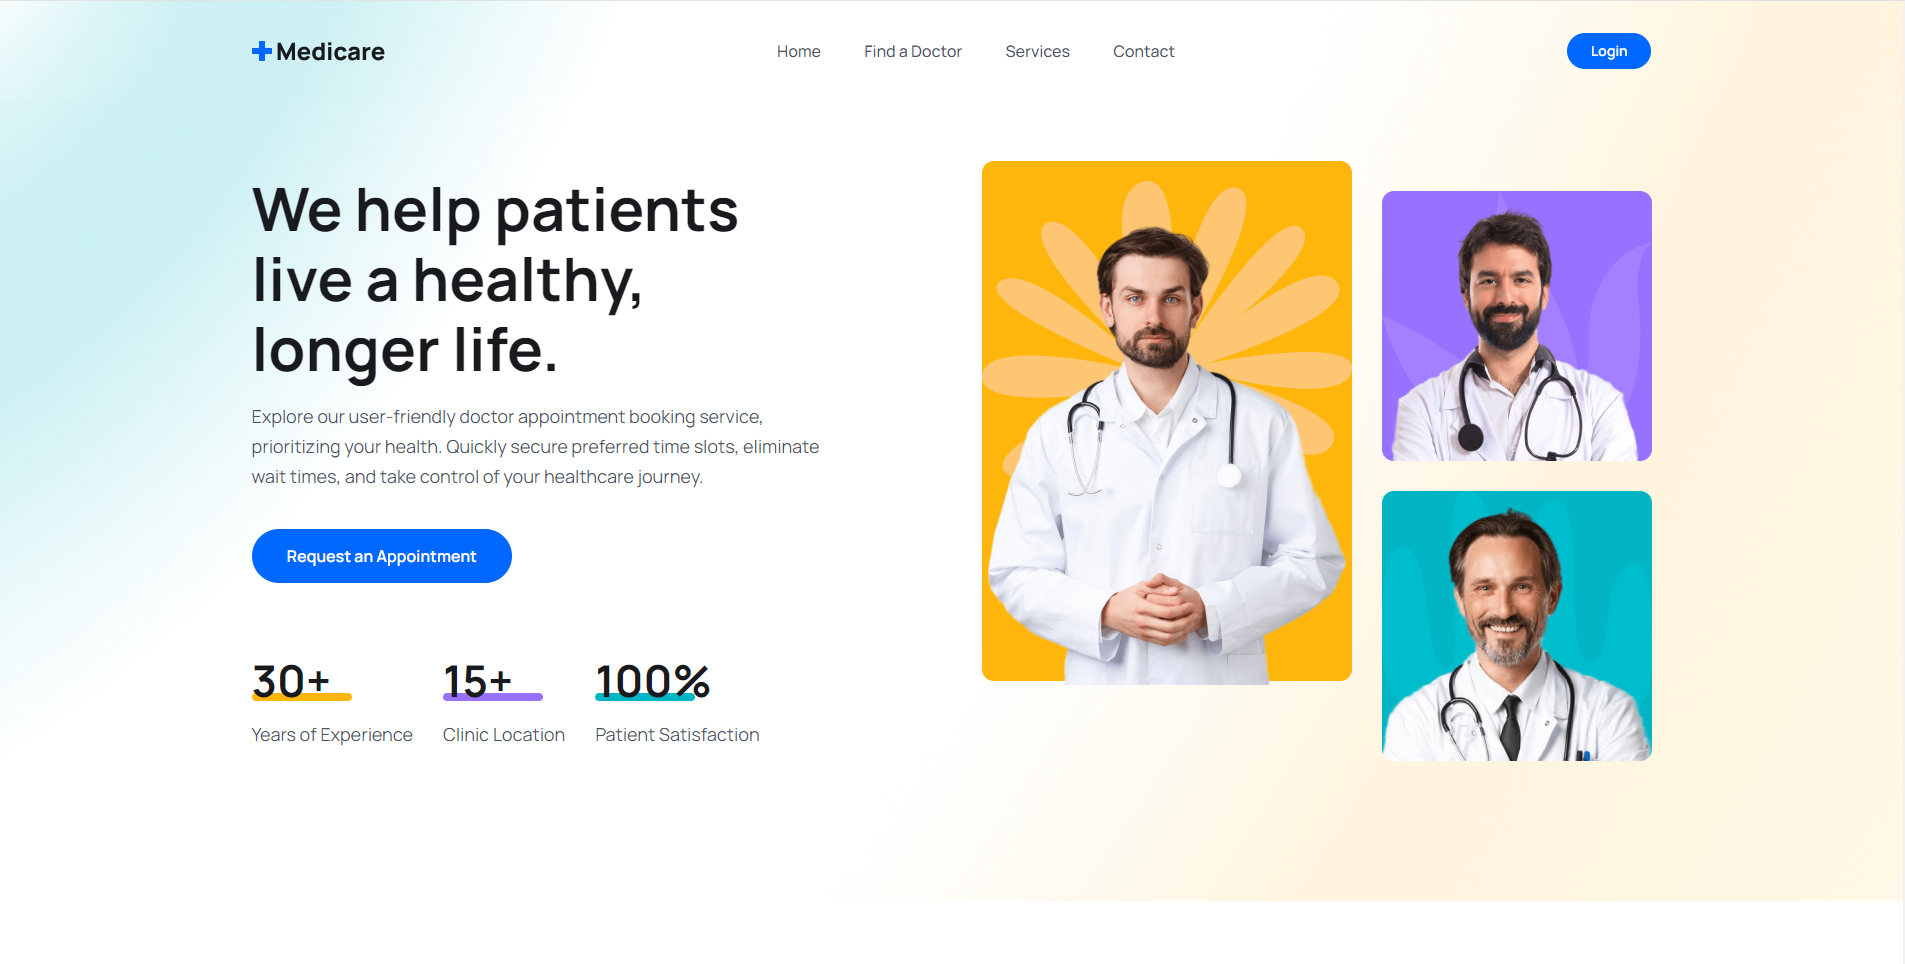 Medicare
Home
Find a Doctor
Services
Contact
Login
We help patients
live a healthy,
longer life.
Explore our user-friendly doctor appointment booking service,
prioritizing your health. Quickly secure preferred time slots, eliminate
wait times, and take control of your healthcare journey.
Request an Appointment
30+
Years of Experience
15+
Clinic Location
100%
Patient Satisfaction